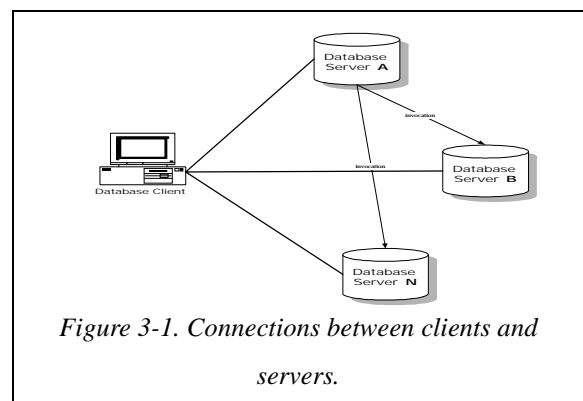 Database
Server A
invocation
invocation
Database Client
Database
Server B
Database
Server N
Figure 3-1. Connections between clients and
servers.